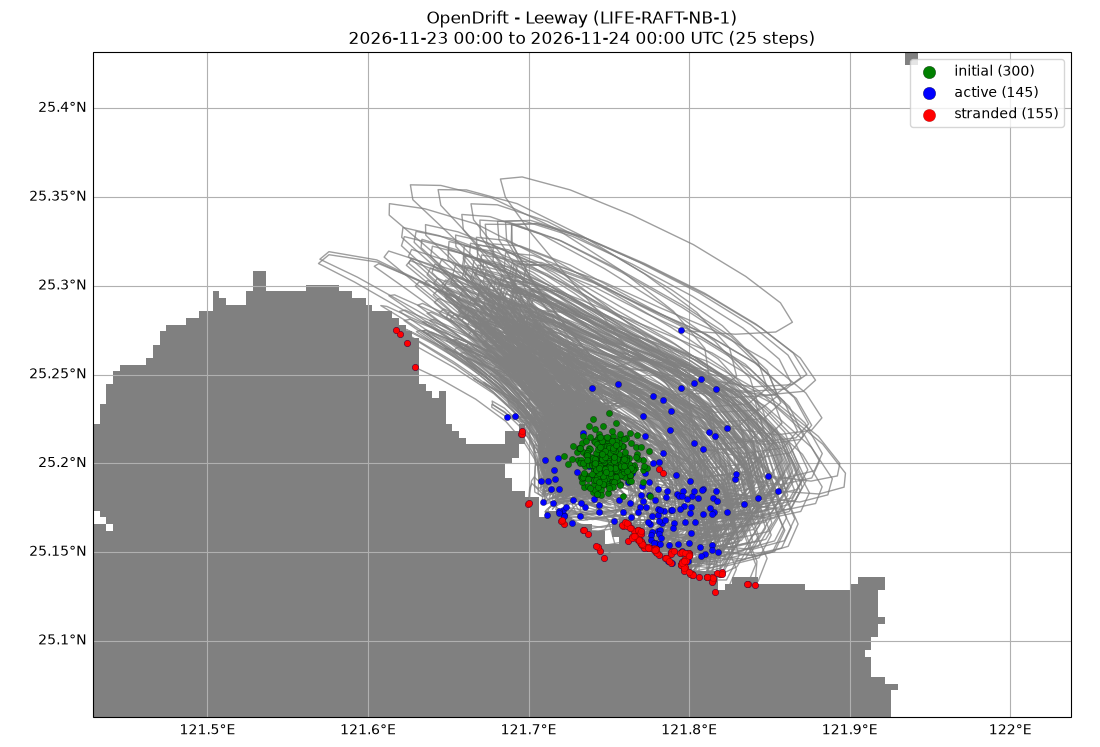 OpenDrift - Leeway (LIFE-RAFT-NB-1)
2026-11-23 00:00 to 2026-11-24 00:00 UTC (25 steps)
initial (300)
active (145)
stranded (155)
25.4°N
25.35°N
25.3°N
25.25°N
25.2°N
25.15°N
25.1°N
121.5°E
121.6°E
121.7°E
121.8°E
121.9°E
122°E